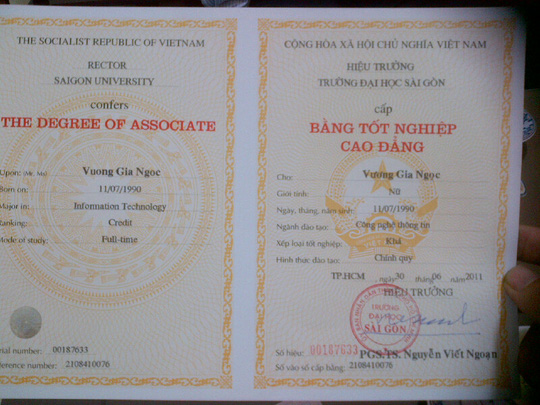 THE SOCIALIST REPUBLIC OF VIETNAM
RECTOR
SAIGON UNIVERSITY
confers
THE DEGREE OF ASSOCIATE
Upon: (Mr, Ms) Vuong Gia Ngoc
Born on: 11/07/1990
Major in: Information Technology
Ranking: Credit
Mode of study: Full-time
serial number: 00187633
reference number: 2108410076
CỘNG HÒA XÃ HỘI CHỦ NGHĨA VIỆT NAM
HIỆU TRƯỞNG
TRƯỜNG ĐẠI HỌC SÀI GÒN
cấp
BẰNG TỐT NGHIỆP
CAO ĐẲNG
Cho: Vương Gia Ngọc
Giới tính: Nữ
Ngày, tháng, năm sinh: 11/07/1990
Ngành đào tạo: Công nghệ thông tin
Xếp loại tốt nghiệp: Khá
Hình thức đào tạo: Chính quy
TP.HCM , ngày 30 tháng 06 năm 2011
HIỆU TRƯỞNG
TRƯỜNG
ĐẠI HỌC
SÀI GÒN
Số hiệu: 00187633 PGS.TS. Nguyễn Viết Ngoạn
Số vào sổ cấp bằng: 2108410076